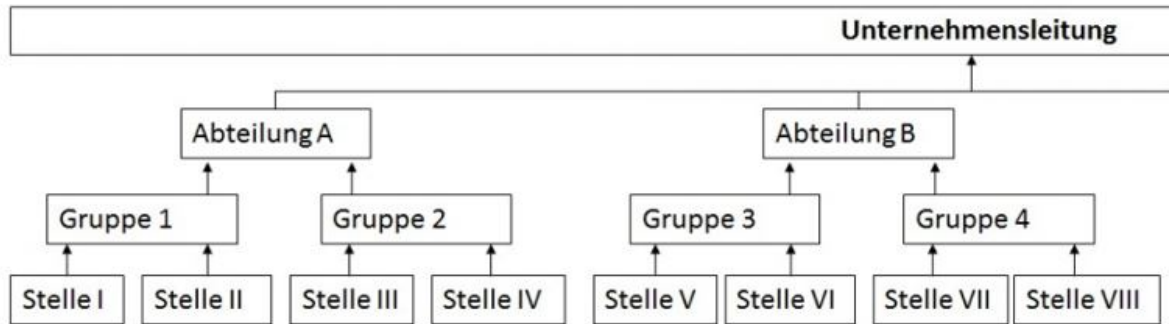 Unternehmensleitung
Abteilung A
Abteilung B
Gruppe 1
Gruppe 2
Gruppe 3
Gruppe 4
Stelle I
Stelle II
Stelle III
Stelle IV
Stelle V
Stelle VI
Stelle VII
Stelle VIII